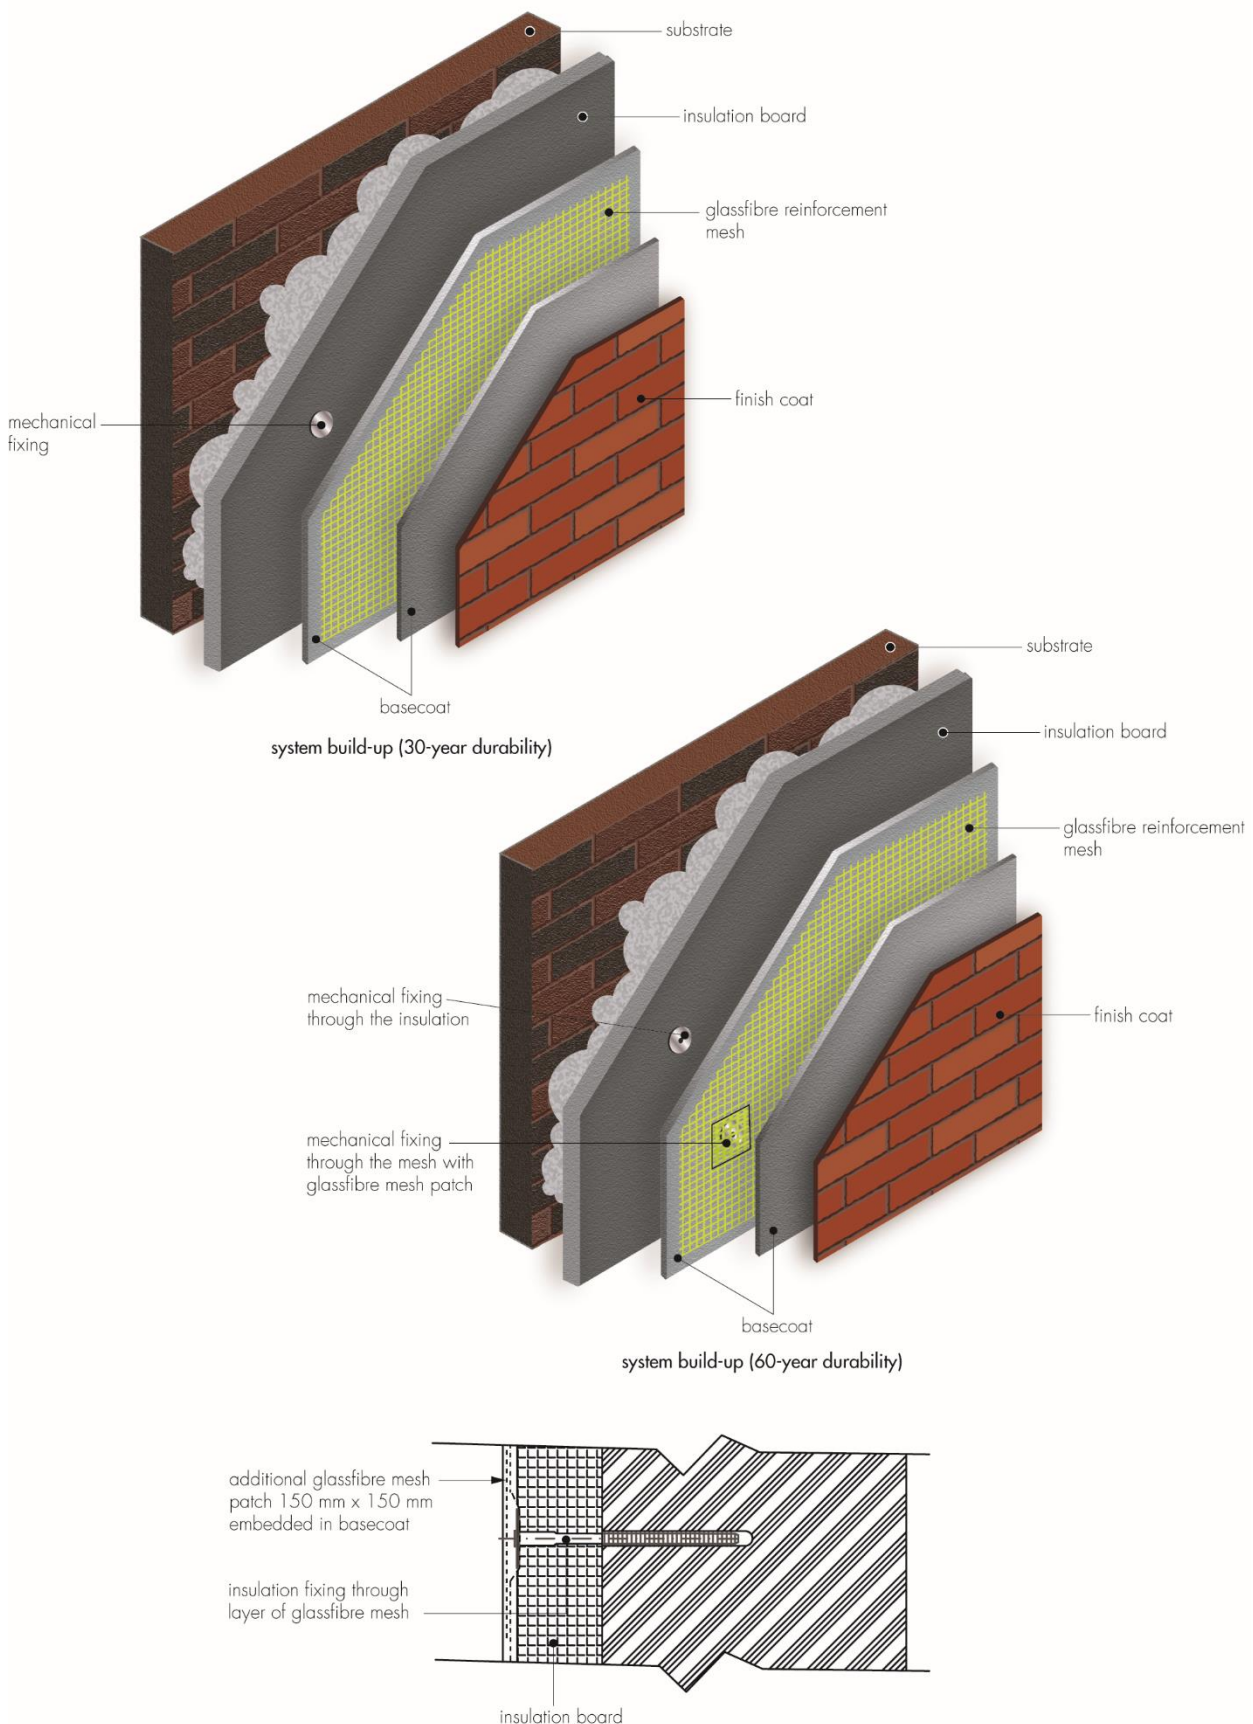 substrate
insulation board
glassfibre reinforcement
mesh
finish coat
mechanical
fixing
basecoat
system build-up (30-year durability)
substrate
insulation board
glassfibre reinforcement
mesh
mechanical fixing
through the insulation
finish coat
mechanical fixing
through the mesh with
glassfibre mesh patch
basecoat
system build-up (60-year durability)
additional glassfibre mesh
patch 150 mm x 150 mm
embedded in basecoat
insulation fixing through
layer of glassfibre mesh
insulation board